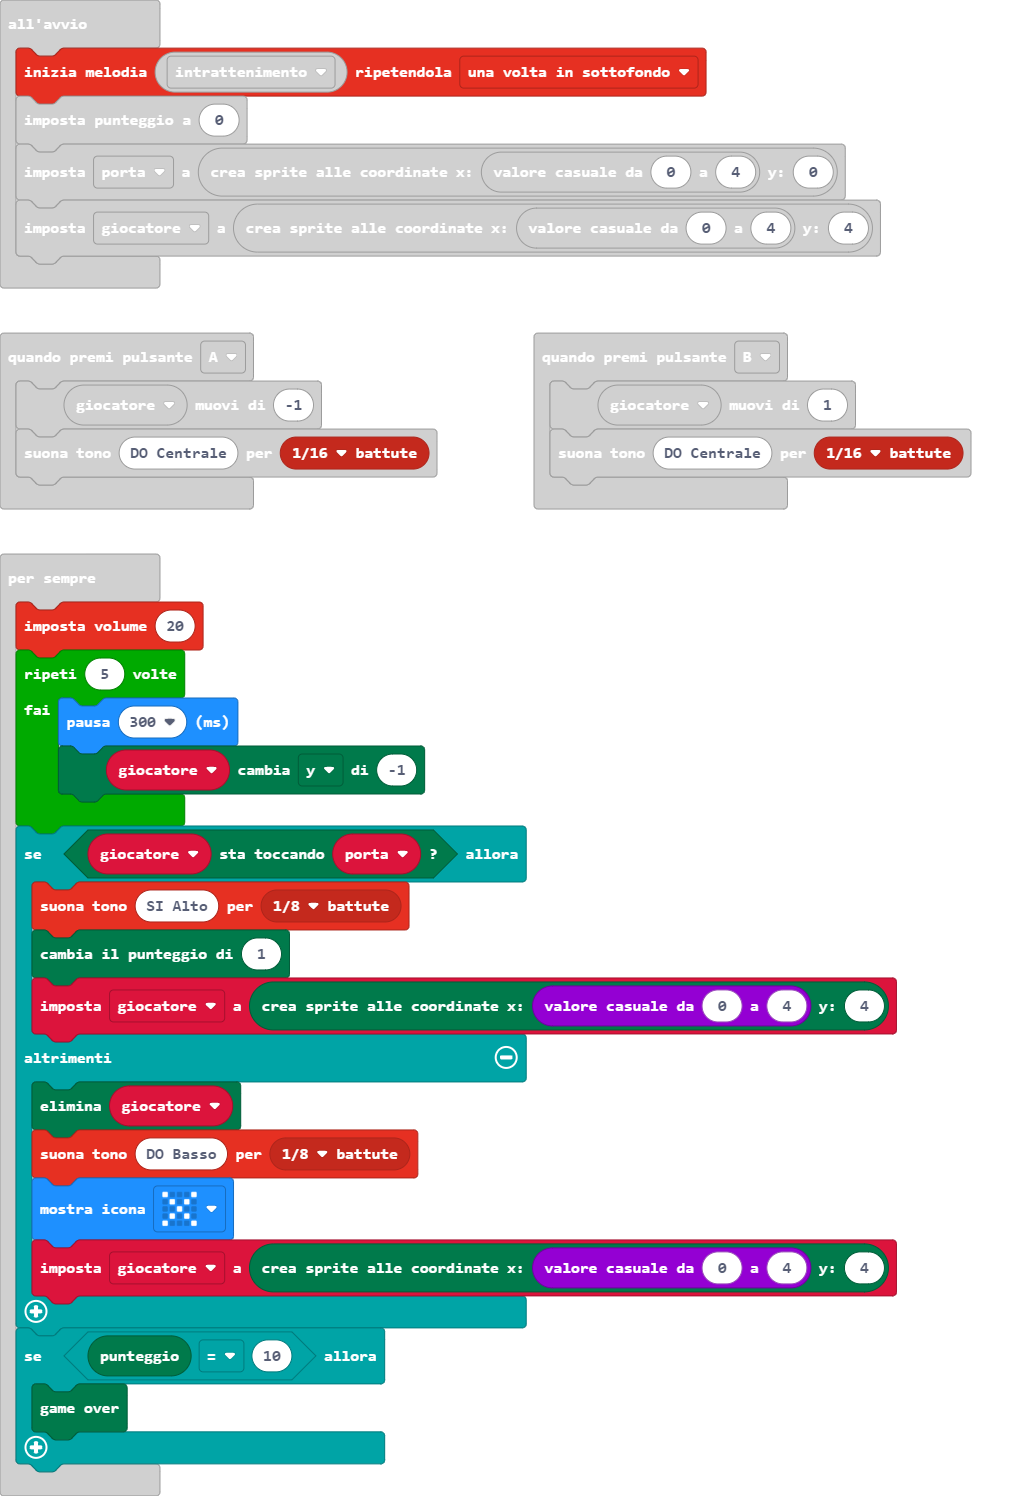 all'avvio
inizia melodia intrattenimento ripetendola una volta in sottofondo
imposta punteggio a 0
imposta porta a crea sprite alle coordinate x: valore casuale da 0 a 4 y: 0
imposta giocatore a crea sprite alle coordinate x: valore casuale da 0 a 4 y: 4
quando premi pulsante A
giocatore muovi di -1
suona tono DO Centrale per 1/16 battute
quando premi pulsante B
giocatore muovi di 1
suona tono DO Centrale per 1/16 battute
per sempre
imposta volume 20
ripeti 5 volte
fai
pausa 300 (ms)
giocatore cambia y di -1
se giocatore sta toccando porta ? allora
suona tono SI Alto per 1/8 battute
cambia il punteggio di 1
imposta giocatore a crea sprite alle coordinate x: valore casuale da 0 a 4 y: 4
altrimenti
elimina giocatore
suona tono DO Basso per 1/8 battute
mostra icona
imposta giocatore a crea sprite alle coordinate x: valore casuale da 0 a 4 y: 4
se punteggio = 10 allora
game over